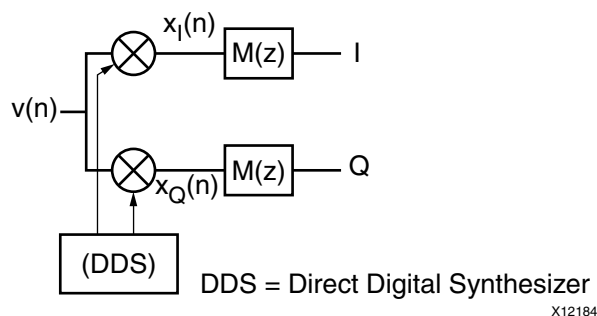 x_I(n)
M(z)
I
v(n)
M(z)
Q
x_Q(n)
(DDS)
DDS = Direct Digital Synthesizer
X12184